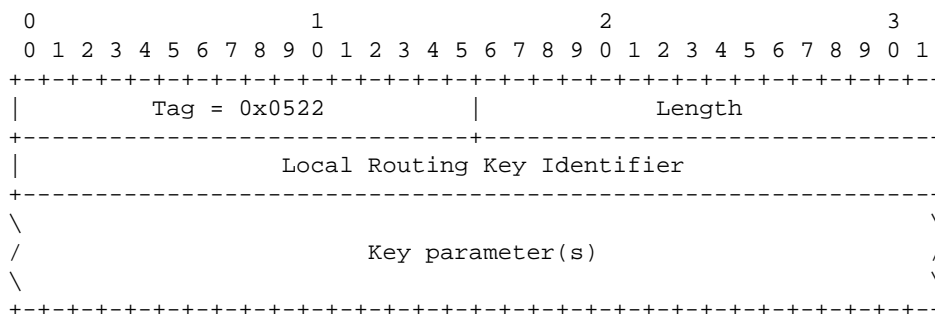 0                   1                   2                   3
 0 1 2 3 4 5 6 7 8 9 0 1 2 3 4 5 6 7 8 9 0 1 2 3 4 5 6 7 8 9 0 1
+-+-+-+-+-+-+-+-+-+-+-+-+-+-+-+-+-+-+-+-+-+-+-+-+-+-+-+-+-+-+-+-
|         Tag = 0x0522          |            Length
+-------------------------------+--------------------------------
|                  Local Routing Key Identifier
+----------------------------------------------------------------
\                                                               \
/                        Key parameter(s)                       /
\                                                               \
+-+-+-+-+-+-+-+-+-+-+-+-+-+-+-+-+-+-+-+-+-+-+-+-+-+-+-+-+-+-+-+-